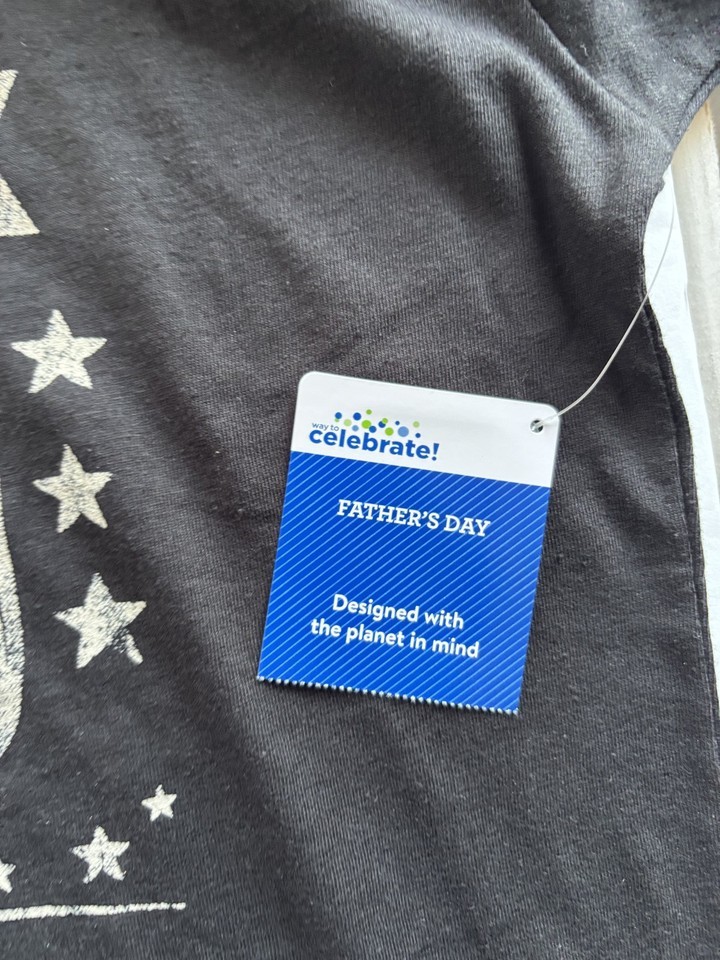 way to
celebrate!
FATHER'S DAY
Designed with
the planet in mind